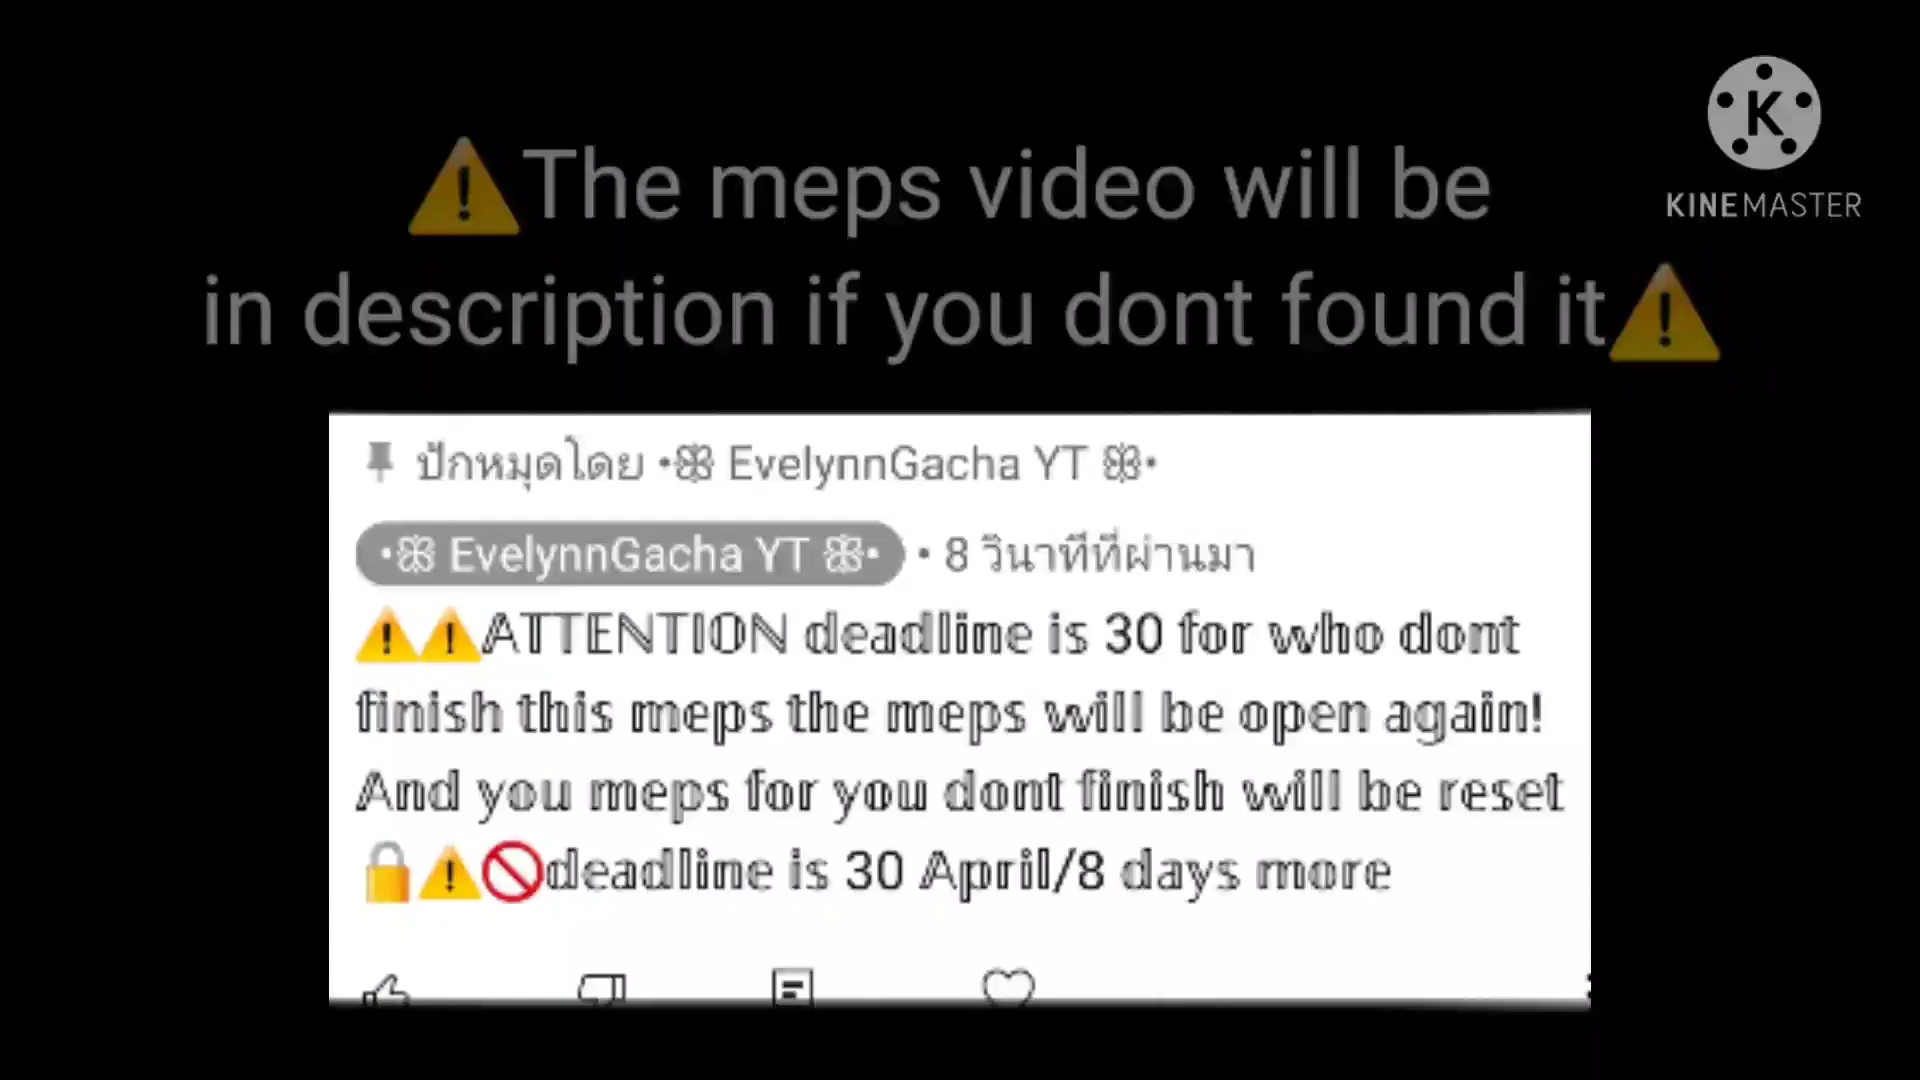 ⚠️The meps video will be
in description if you dont found it⚠️
K
KINEMASTER
ปักหมุดโดย •ꕥ EvelynnGacha YT ꕥ•
•ꕥ EvelynnGacha YT ꕥ• • 8 วินาทีที่ผ่านมา
⚠️⚠️𝔸𝕋𝕋𝔼ℕ𝕋𝕀𝕆ℕ 𝕕𝕖𝕒𝕕𝕝𝕚𝕟𝕖 𝕚𝕤 30 𝕗𝕠𝕣 𝕨𝕙𝕠 𝕕𝕠𝕟𝕥
𝕗𝕚𝕟𝕚𝕤𝕙 𝕥𝕙𝕚𝕤 𝕞𝕖𝕡𝕤 𝕥𝕙𝕖 𝕞𝕖𝕡𝕤 𝕨𝕚𝕝𝕝 𝕓𝕖 𝕠𝕡𝕖𝕟 𝕒𝕘𝕒𝕚𝕟!
𝔸𝕟𝕕 𝕪𝕠𝕦 𝕞𝕖𝕡𝕤 𝕗𝕠𝕣 𝕪𝕠𝕦 𝕕𝕠𝕟𝕥 𝕗𝕚𝕟𝕚𝕤𝕙 𝕨𝕚𝕝𝕝 𝕓𝕖 𝕣𝕖𝕤𝕖𝕥
🔒⚠️🚫𝕕𝕖𝕒𝕕𝕝𝕚𝕟𝕖 𝕚𝕤 30 𝔸𝕡𝕣𝕚𝕝/8 𝕕𝕒𝕪𝕤 𝕞𝕠𝕣𝕖